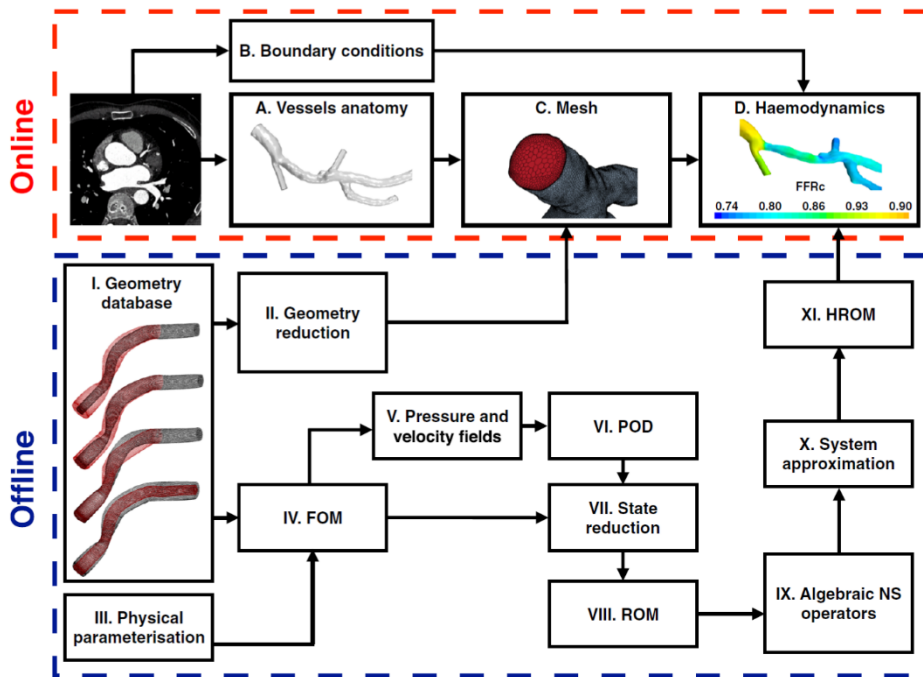 Online
B. Boundary conditions
A. Vessels anatomy
C. Mesh
D. Haemodynamics
FFRc
0.74 0.80 0.86 0.93 0.90
Offline
I. Geometry
database
II. Geometry
reduction
III. Physical
parameterisation
IV. FOM
V. Pressure and
velocity fields
VI. POD
VII. State
reduction
VIII. ROM
IX. Algebraic NS
operators
X. System
approximation
XI. HROM